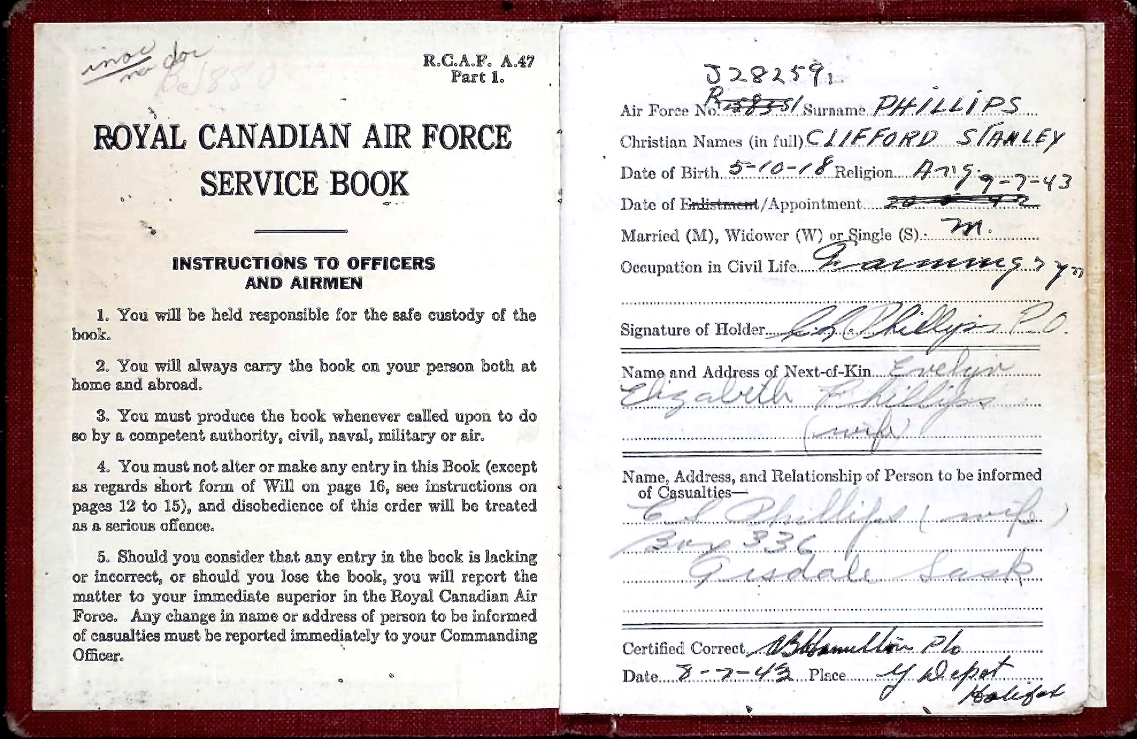 inoc
no doc
R.C.A.F. A.47
Part 1.
ROYAL CANADIAN AIR FORCE
SERVICE BOOK
INSTRUCTIONS TO OFFICERS
AND AIRMEN
1. You will be held responsible for the safe custody of the
book.
2. You will always carry the book on your person both at
home and abroad.
3. You must produce the book whenever called upon to do
so by a competent authority, civil, naval, military or air.
4. You must not alter or make any entry in this Book (except
as regards short form of Will on page 16, see instructions on
pages 12 to 15), and disobedience of this order will be treated
as a serious offence.
5. Should you consider that any entry in the book is lacking
or incorrect, or should you lose the book, you will report the
matter to your immediate superior in the Royal Canadian Air
Force. Any change in name or address of person to be informed
of casualties must be reported immediately to your Commanding
Officer.
J28259
Air Force No. Surname PHILLIPS
Christian Names (in full) CLIFFORD STANLEY
Date of Birth 5-10-18 Religion Ang.
9-7-43
Date of Enlistment/Appointment
Married (M), Widower (W) or Single (S). M.
Occupation in Civil Life Farming 7 yrs
Signature of Holder CS Phillips P.O.
Name and Address of Next-of-Kin Evelyn
Elizabeth Phillips
(wife)
Name, Address, and Relationship of Person to be informed
of Casualties—
E Phillips (wife)
Box 336
Tisdale Sask
Certified Correct Hamilton P/o
Date 8-7-43 Place Y Depot
Halifax